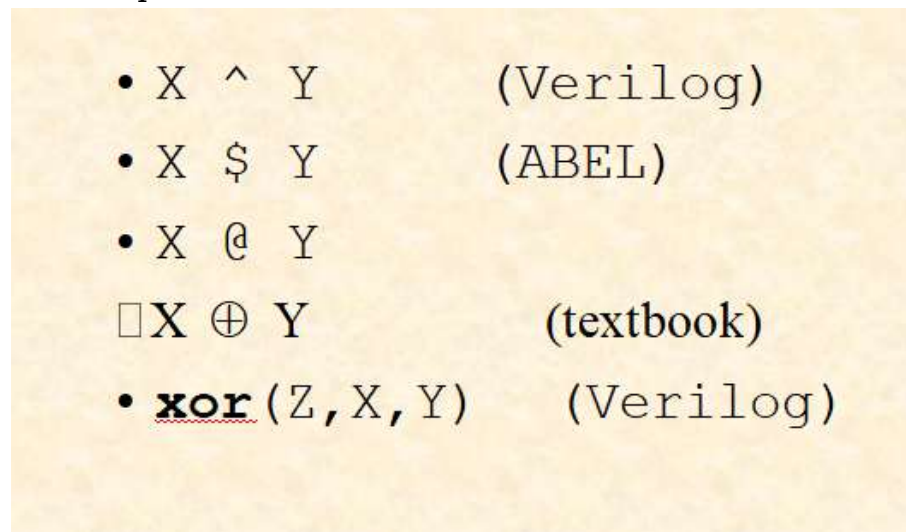 • X ^ Y (Verilog)
• X $ Y (ABEL)
• X @ Y
□X ⊕ Y (textbook)
• xor(Z,X,Y) (Verilog)